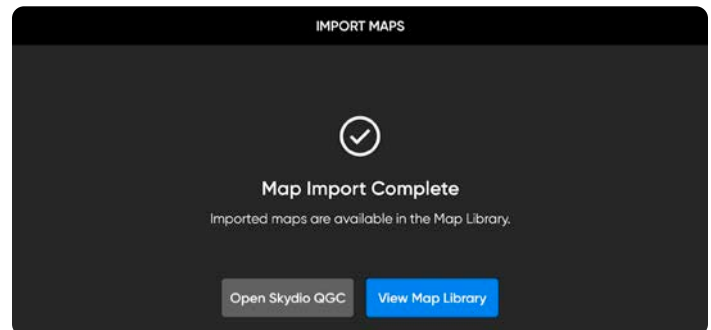 IMPORT MAPS
Map Import Complete
Imported maps are available in the Map Library.
Open Skydio QGC
View Map Library